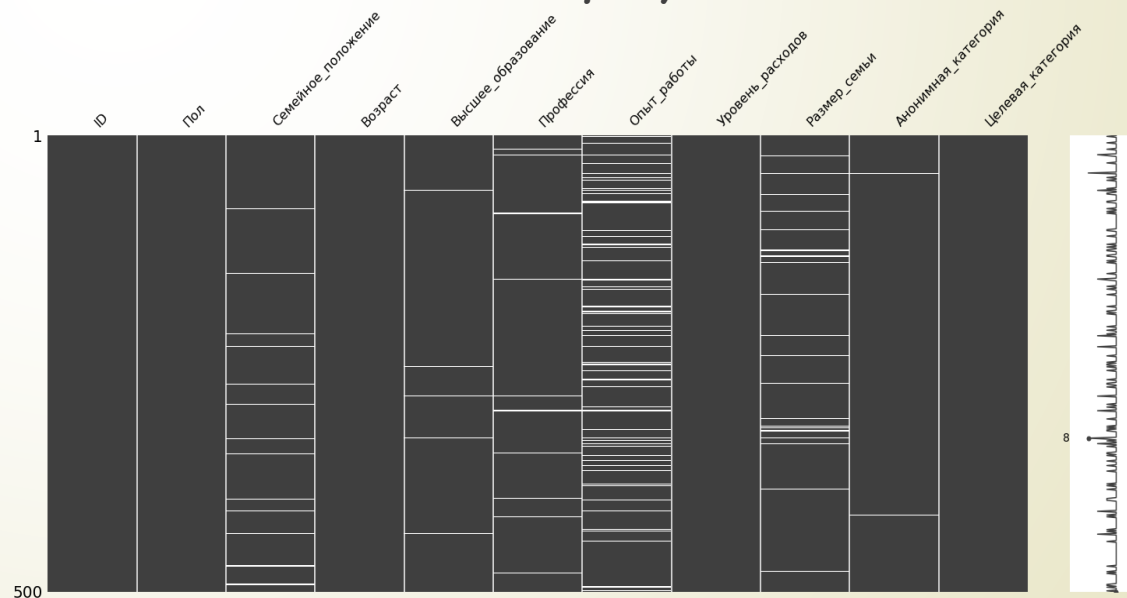 ID
Пол
Семейное_положение
Возраст
Высшее_образование
Профессия
Опыт_работы
Уровень_расходов
Размер_семьи
Анонимная_категория
Целевая_категория
1
8
500